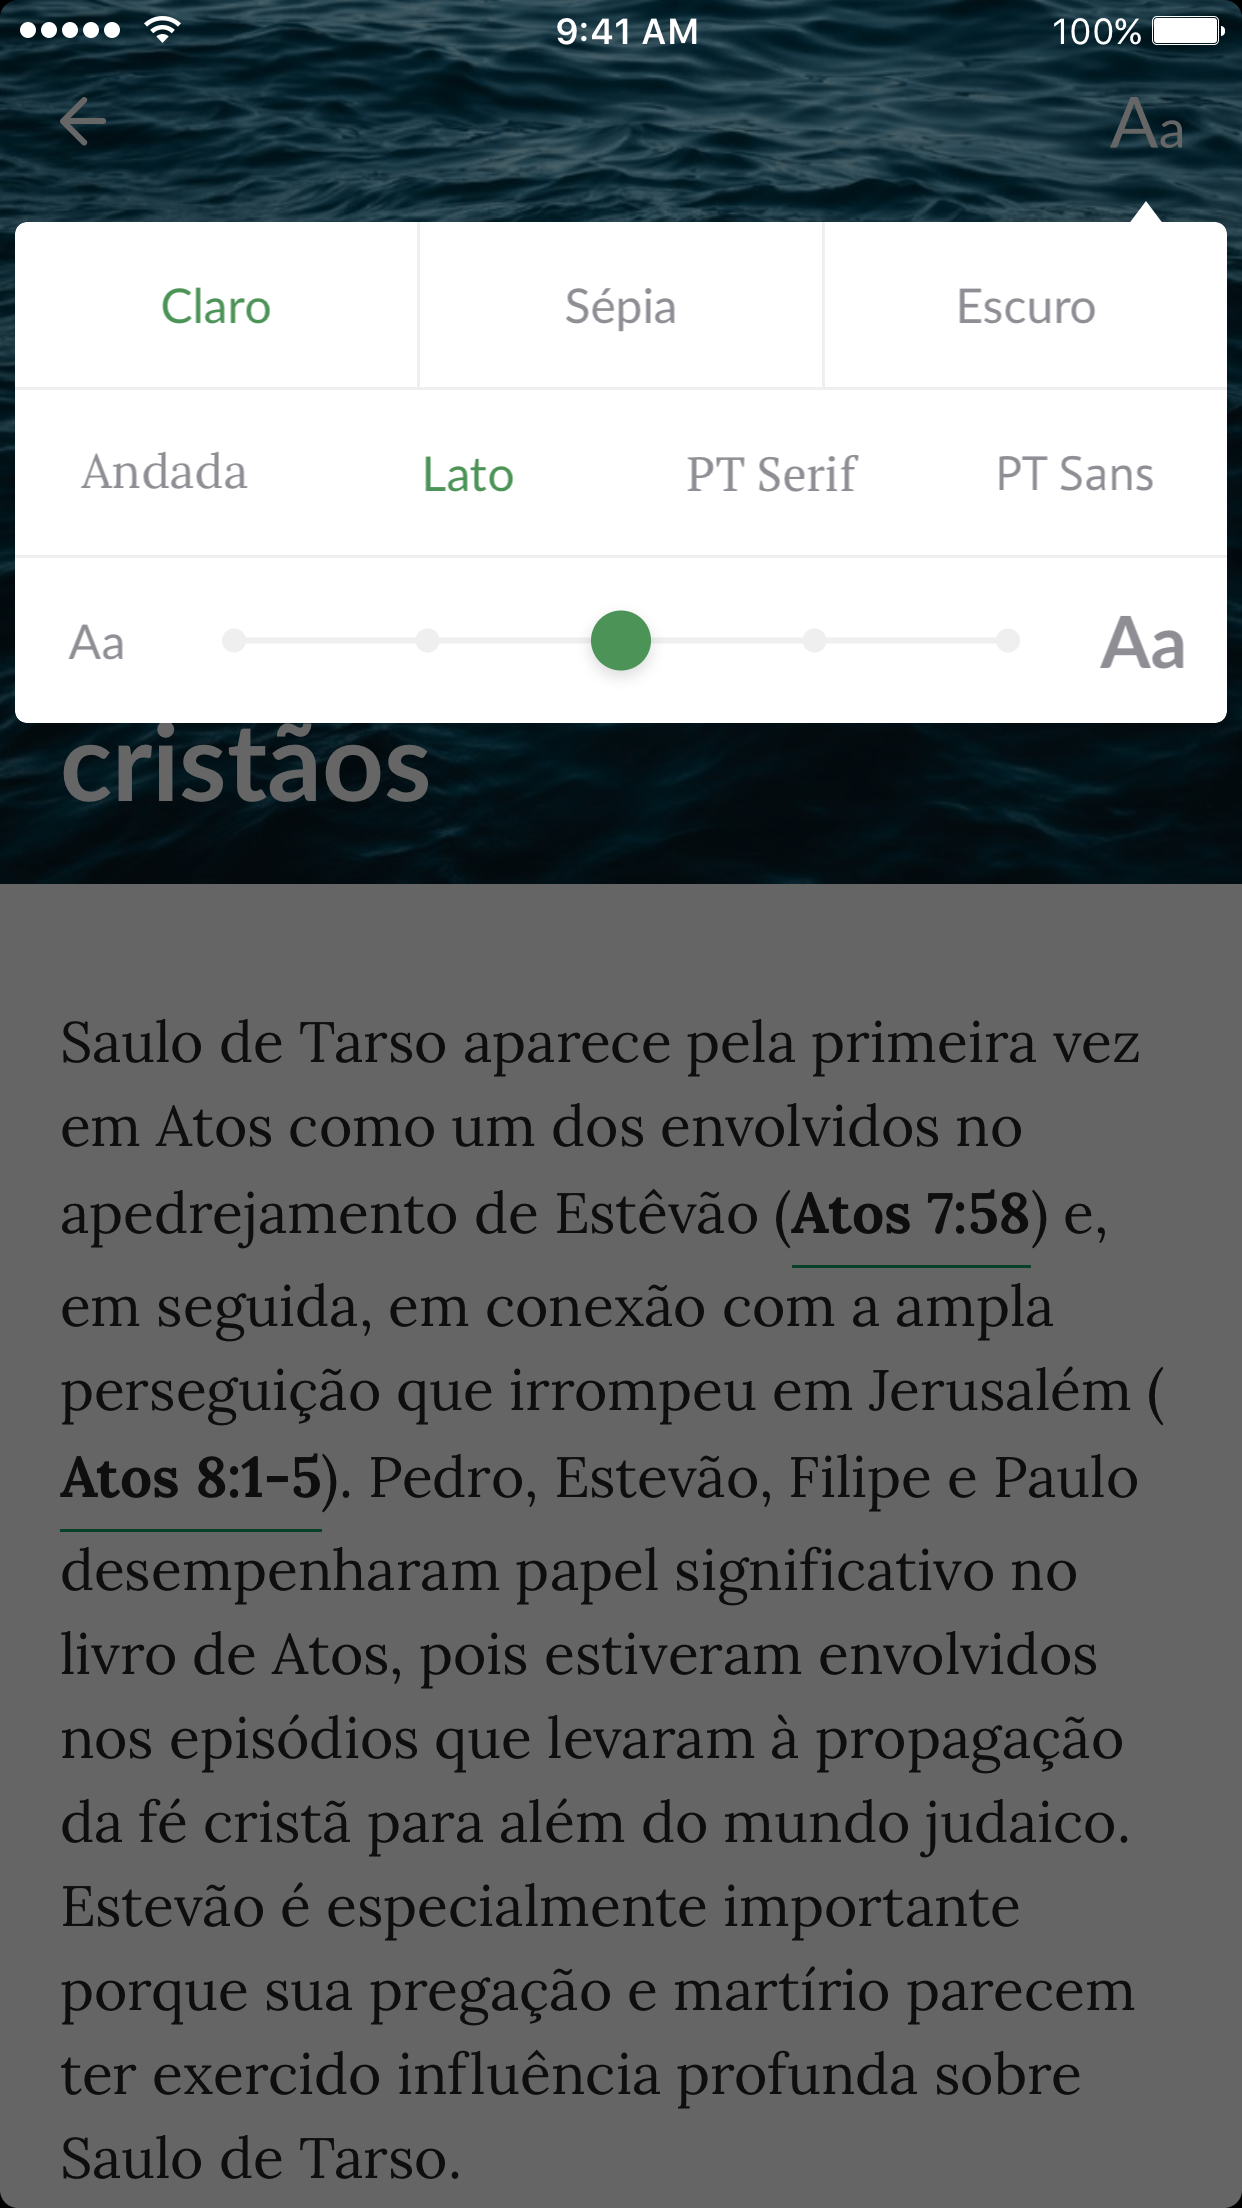 9:41 AM 100%
Aa
Claro Sépia Escuro
Andada Lato PT Serif PT Sans
Aa Aa
cristãos
Saulo de Tarso aparece pela primeira vez
em Atos como um dos envolvidos no
apedrejamento de Estêvão (Atos 7:58) e,
em seguida, em conexão com a ampla
perseguição que irrompeu em Jerusalém (
Atos 8:1-5). Pedro, Estevão, Filipe e Paulo
desempenharam papel significativo no
livro de Atos, pois estiveram envolvidos
nos episódios que levaram à propagação
da fé cristã para além do mundo judaico.
Estevão é especialmente importante
porque sua pregação e martírio parecem
ter exercido influência profunda sobre
Saulo de Tarso.